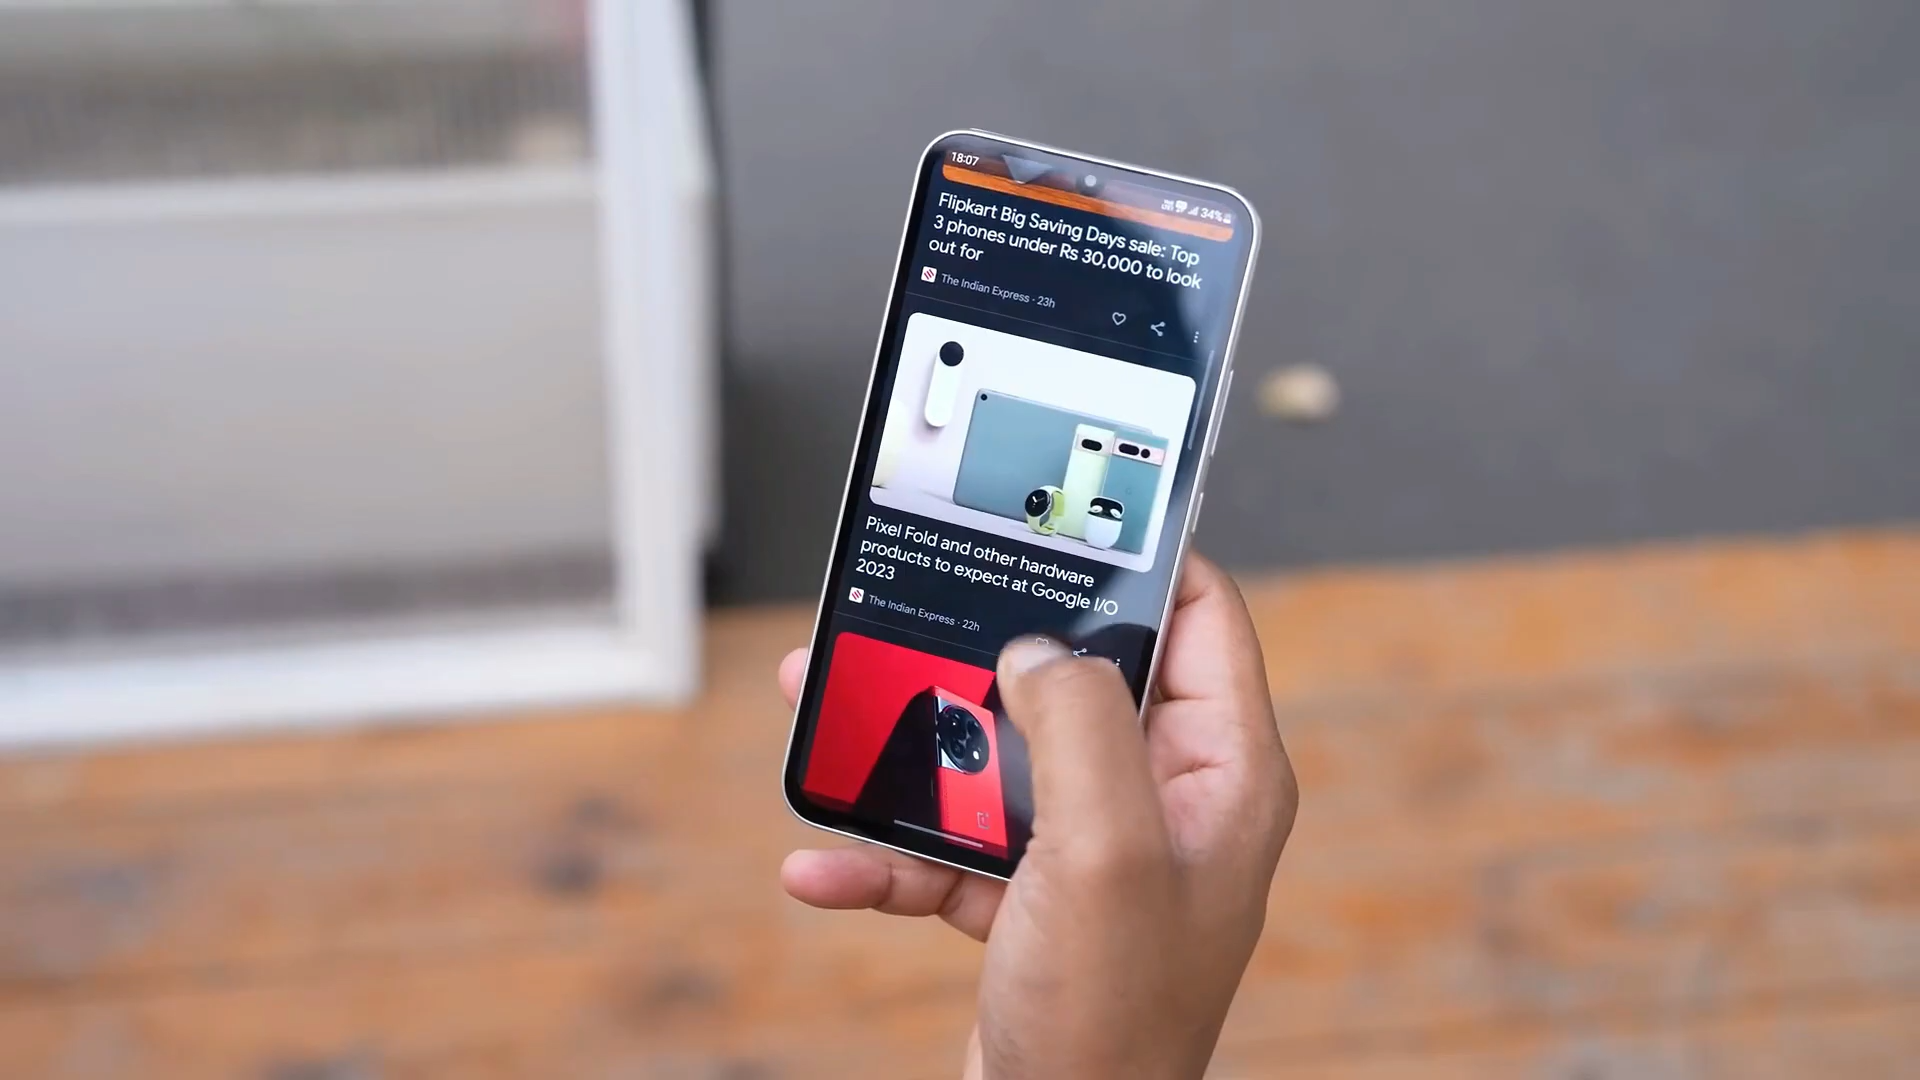 18:07
34%
Flipkart Big Saving Days sale: Top
3 phones under Rs 30,000 to look
out for
The Indian Express · 23h
Pixel Fold and other hardware
products to expect at Google I/O
2023
The Indian Express · 22h